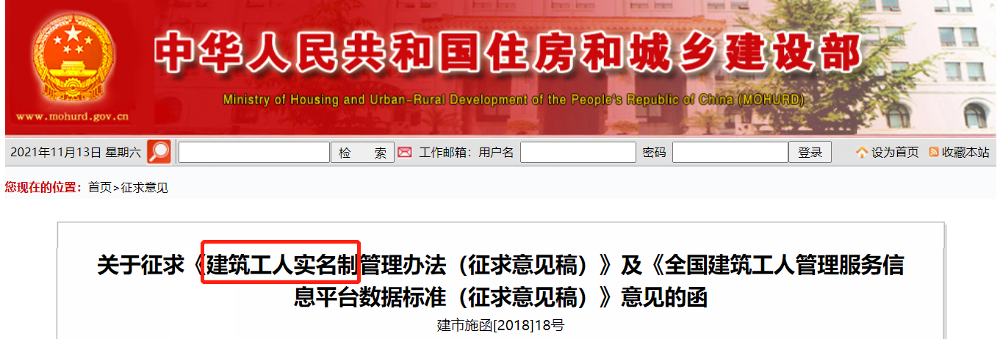 中华人民共和国住房和城乡建设部
Ministry of Housing and Urban-Rural Development of the People's Republic of China (MOHURD)
www.mohurd.gov.cn
2021年11月13日 星期六 检 索 工作邮箱：用户名 密码 登录 设为首页 收藏本站
您现在的位置：首页>征求意见
关于征求《建筑工人实名制管理办法（征求意见稿）》及《全国建筑工人管理服务信
息平台数据标准（征求意见稿）》意见的函
建市施函[2018]18号